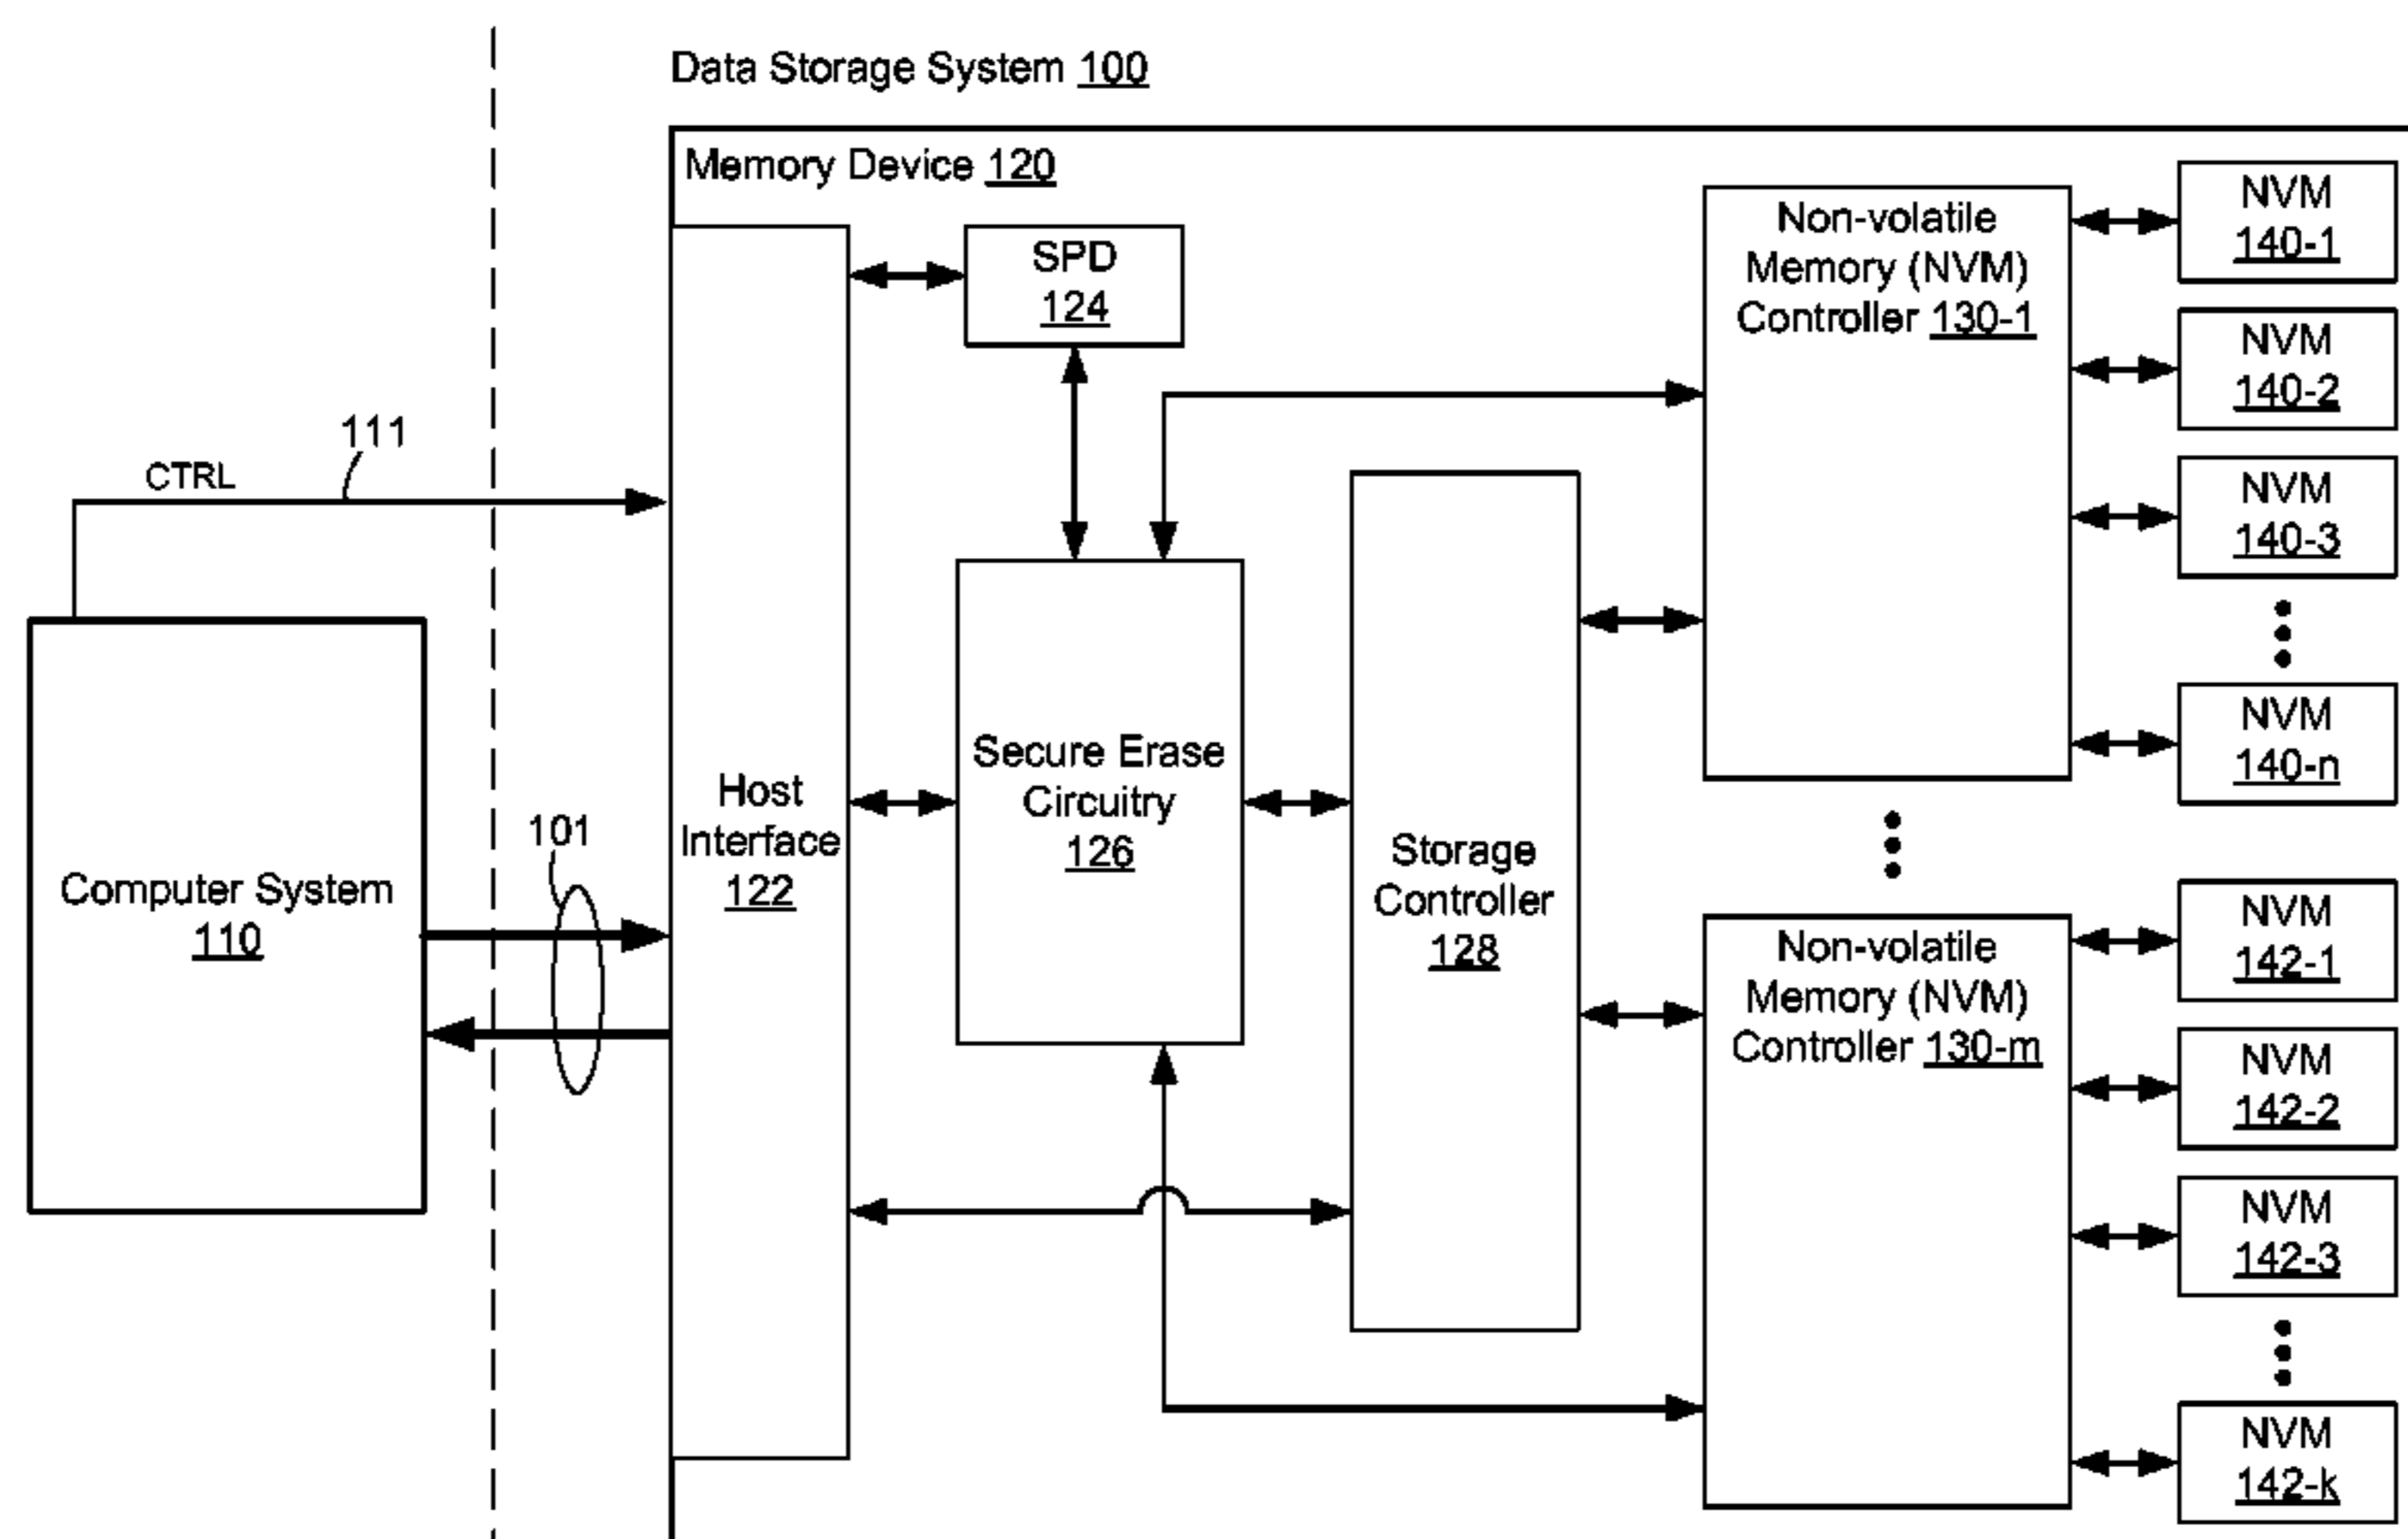 Data Storage System 100
Memory Device 120
SPD
124
Non-volatile
Memory (NVM)
Controller 130-1
NVM
140-1
NVM
140-2
NVM
140-3
NVM
140-n
111
CTRL
Computer System
110
101
Host
Interface
122
Secure Erase
Circuitry
126
Storage
Controller
128
Non-volatile
Memory (NVM)
Controller 130-m
NVM
142-1
NVM
142-2
NVM
142-3
NVM
142-k